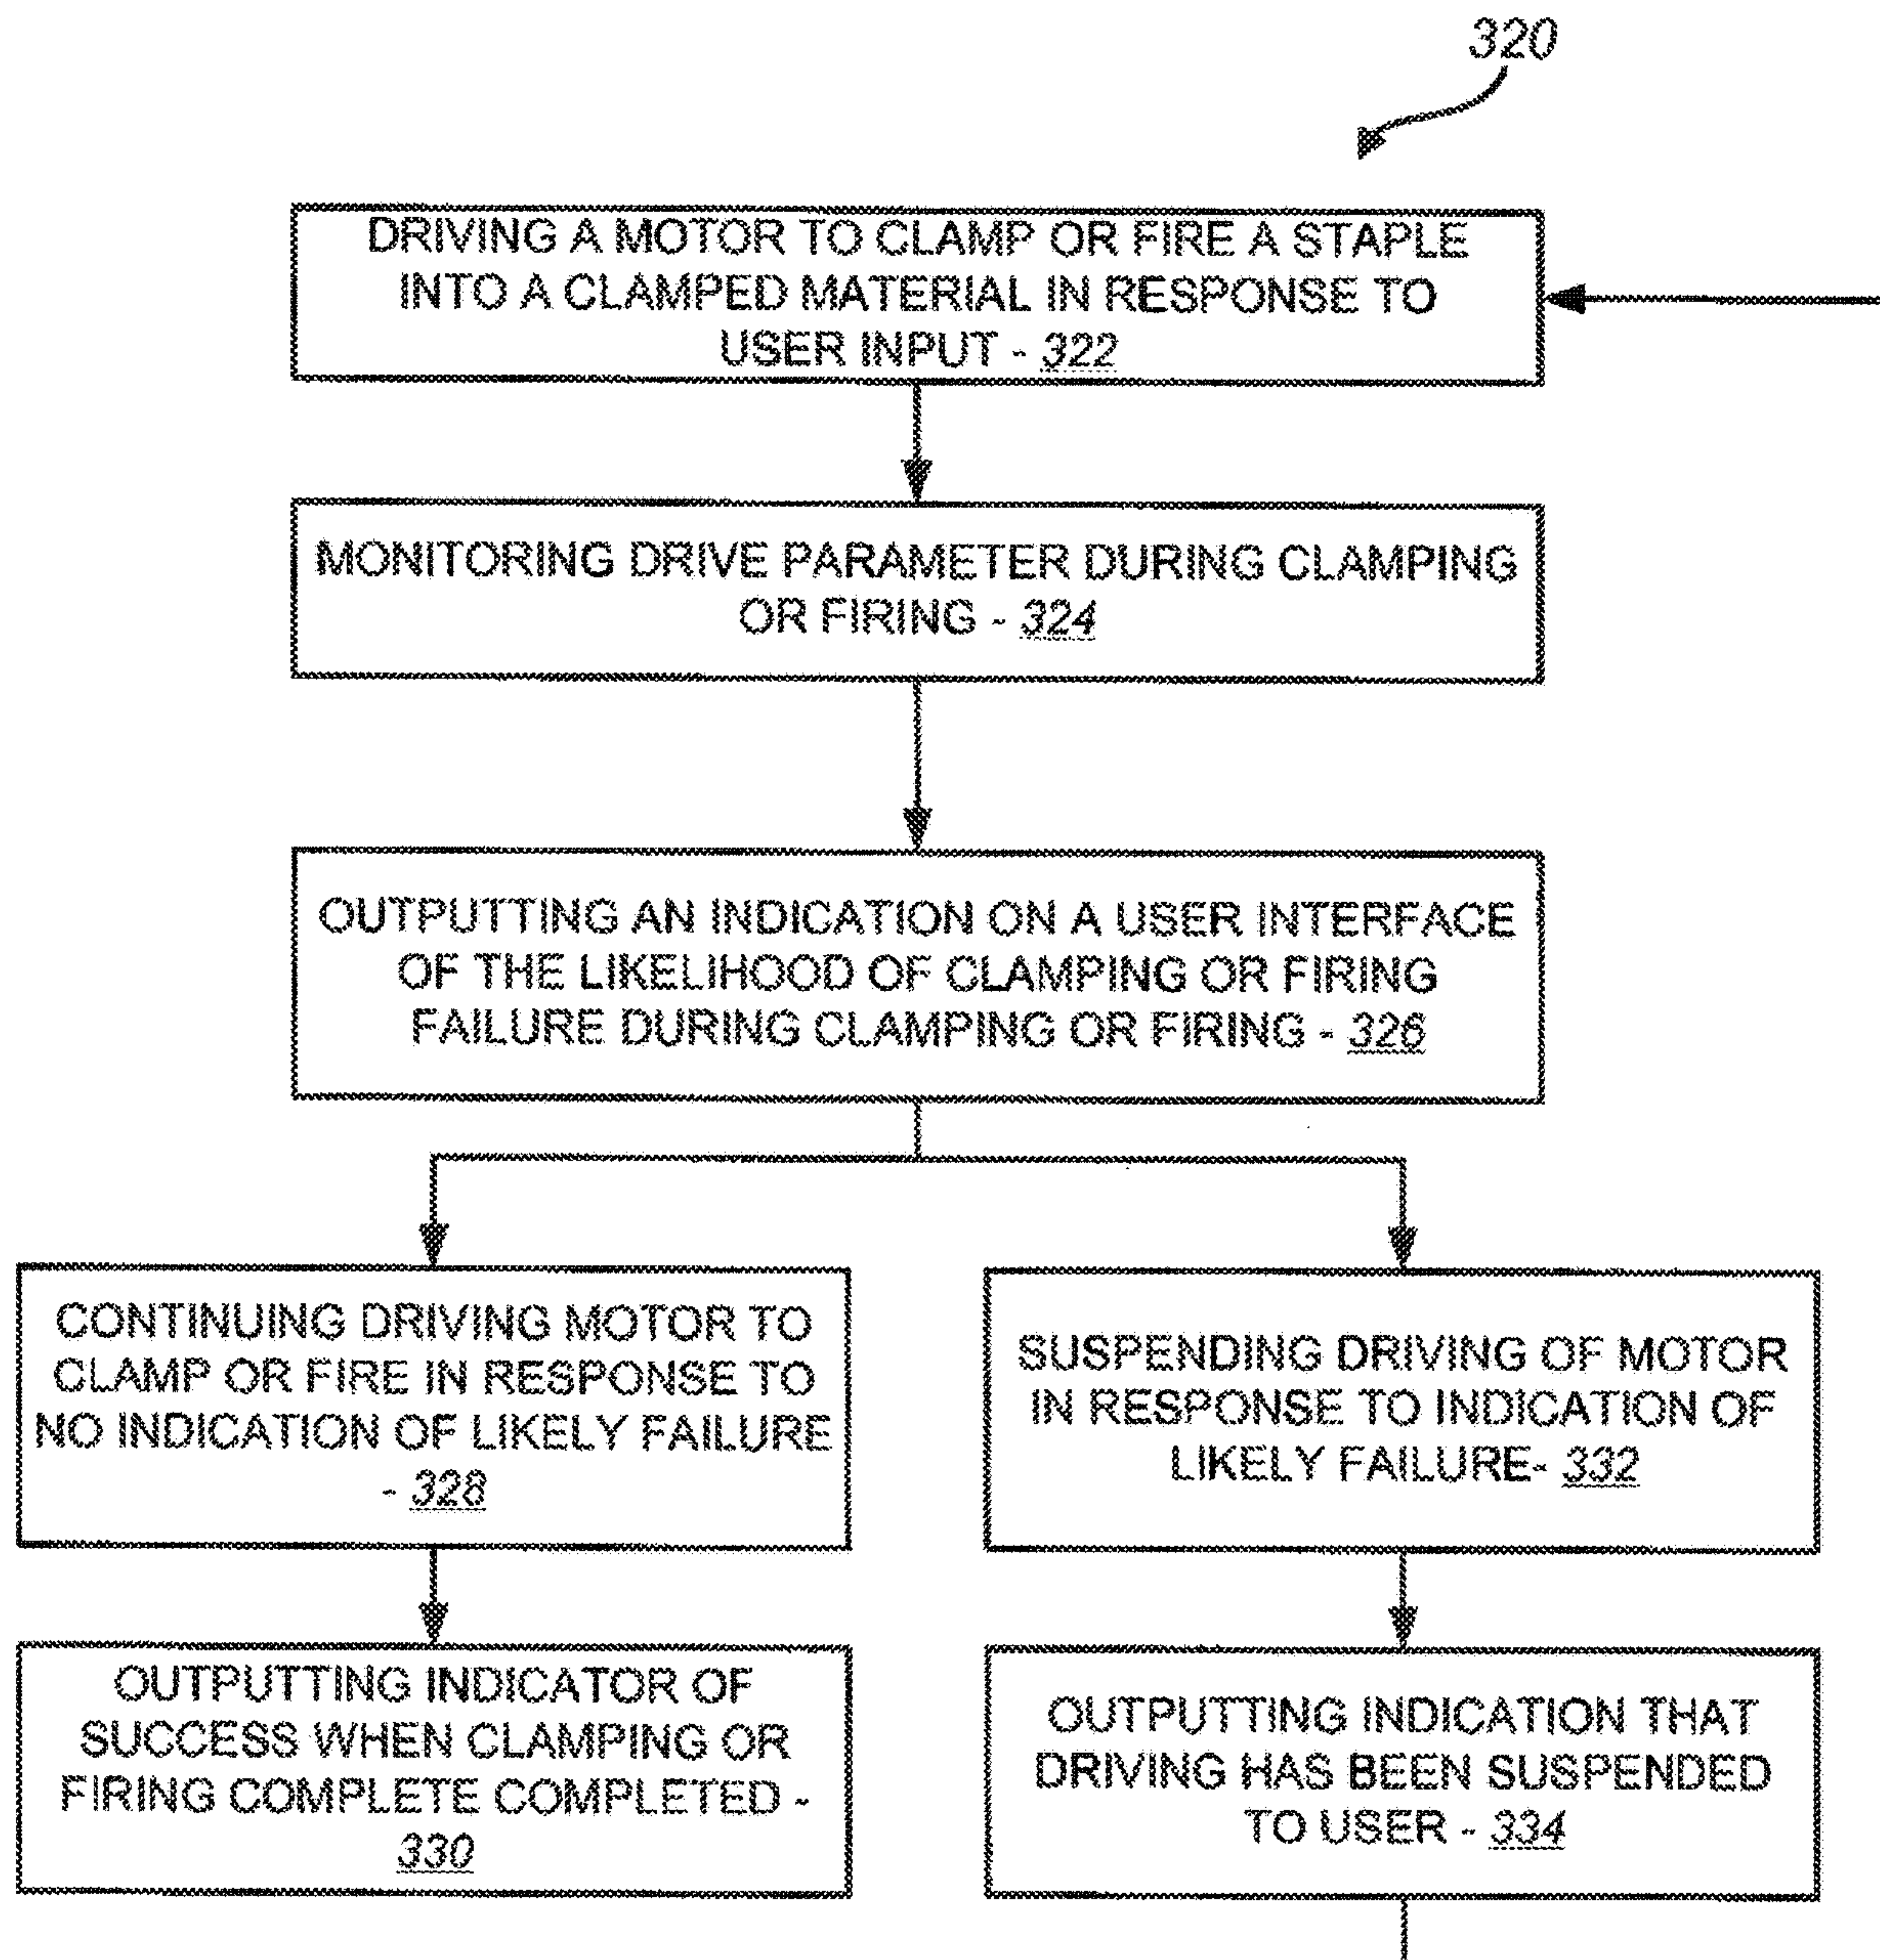 320
DRIVING A MOTOR TO CLAMP OR FIRE A STAPLE
INTO A CLAMPED MATERIAL IN RESPONSE TO
USER INPUT - 322
MONITORING DRIVE PARAMETER DURING CLAMPING
OR FIRING - 324
OUTPUTTING AN INDICATION ON A USER INTERFACE
OF THE LIKELIHOOD OF CLAMPING OR FIRING
FAILURE DURING CLAMPING OR FIRING - 326
CONTINUING DRIVING MOTOR TO
CLAMP OR FIRE IN RESPONSE TO
NO INDICATION OF LIKELY FAILURE
- 328
SUSPENDING DRIVING OF MOTOR
IN RESPONSE TO INDICATION OF
LIKELY FAILURE- 332
OUTPUTTING INDICATOR OF
SUCCESS WHEN CLAMPING OR
FIRING COMPLETE COMPLETED -
330
OUTPUTTING INDICATION THAT
DRIVING HAS BEEN SUSPENDED
TO USER - 334